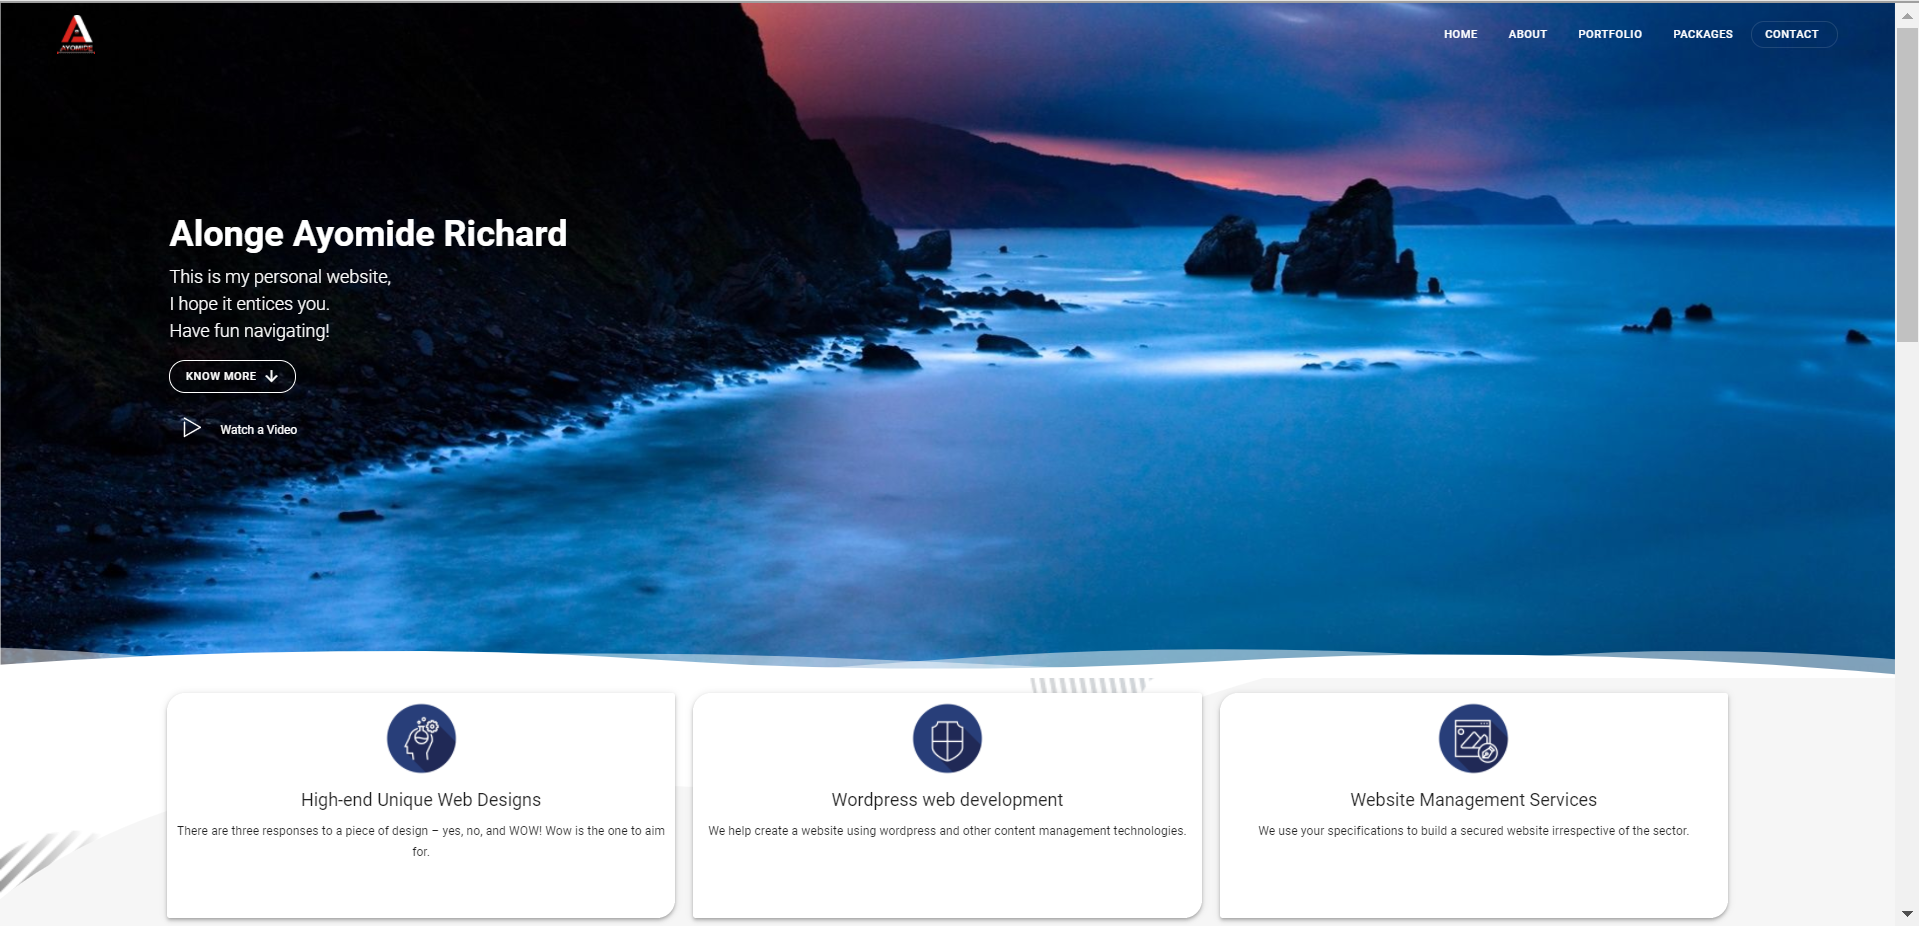 AYOMIDE
HOME ABOUT PORTFOLIO PACKAGES CONTACT
Alonge Ayomide Richard
This is my personal website,
I hope it entices you.
Have fun navigating!
KNOW MORE
Watch a Video
High-end Unique Web Designs
There are three responses to a piece of design – yes, no, and WOW! Wow is the one to aim
for.
Wordpress web development
We help create a website using wordpress and other content management technologies.
Website Management Services
We use your specifications to build a secured website irrespective of the sector.